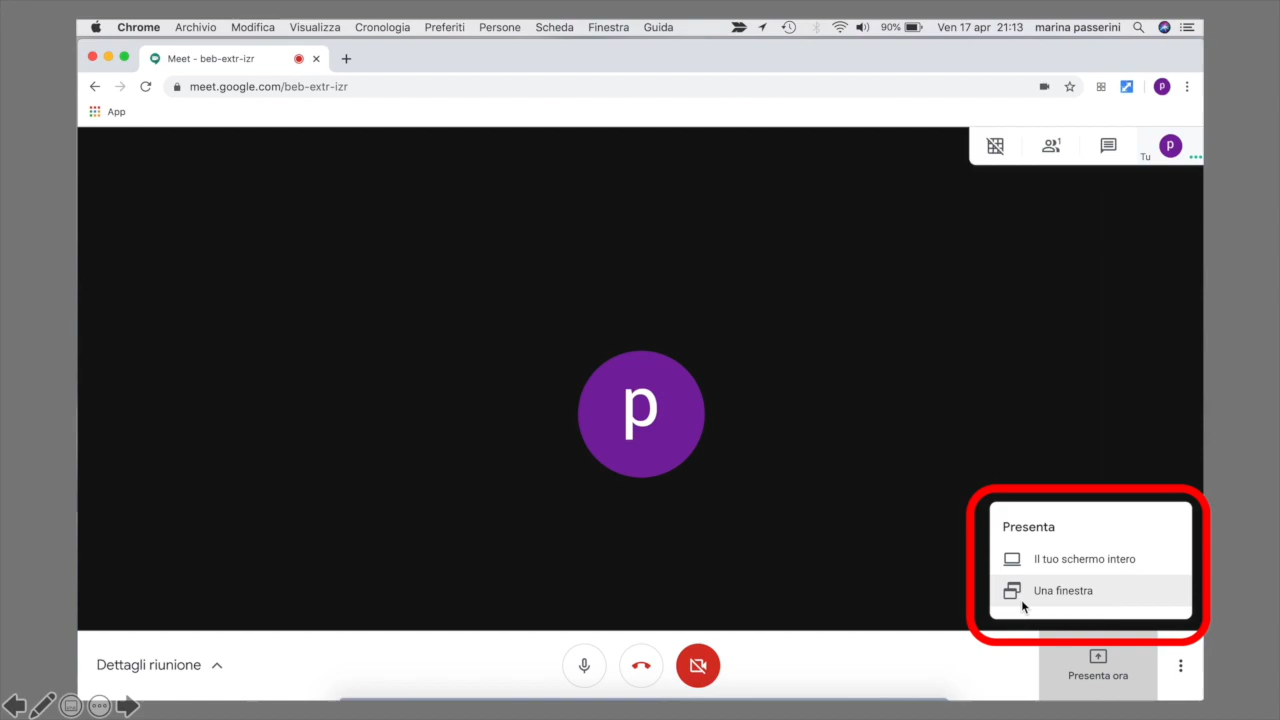 Chrome Archivio Modifica Visualizza Cronologia Preferiti Persone Scheda Finestra Guida 90% Ven 17 apr 21:13 marina passerini
Meet - beb-extr-izr
meet.google.com/beb-extr-izr
p
App
1
Tu
p
p
Presenta
Il tuo schermo intero
Una finestra
Dettagli riunione
Presenta ora